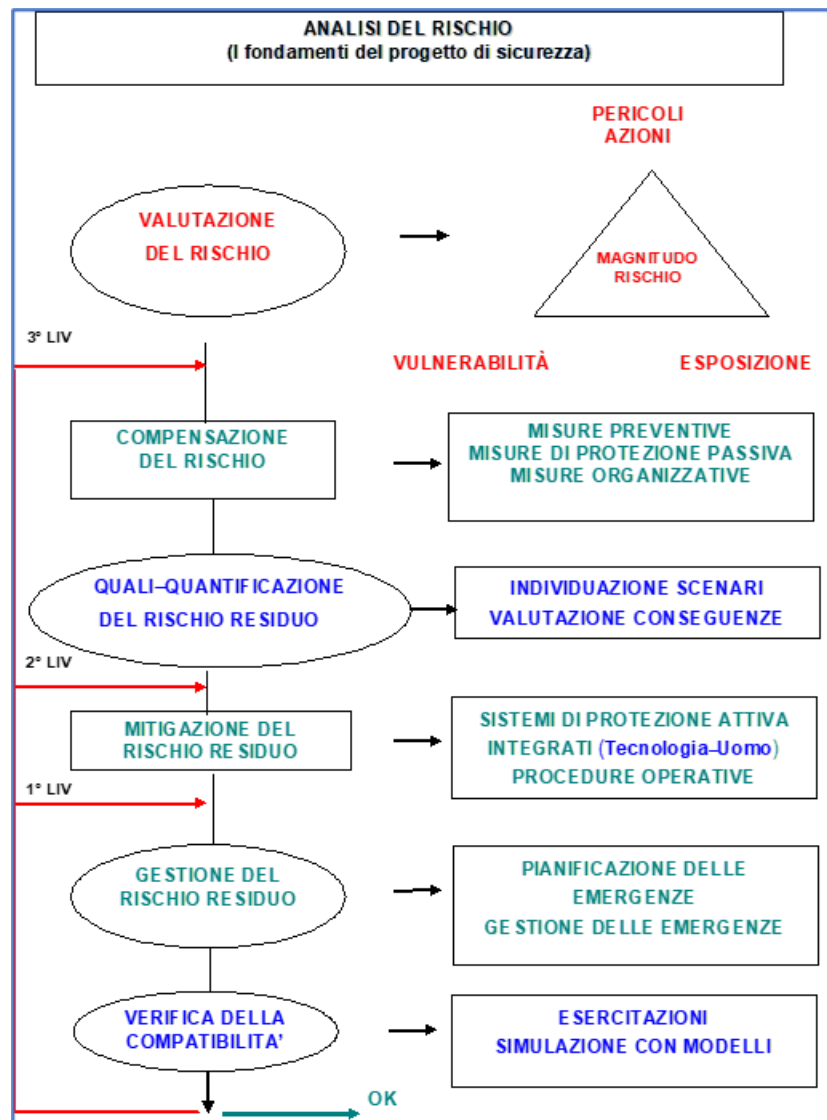 ANALISI DEL RISCHIO
(I fondamenti del progetto di sicurezza)
PERICOLI
AZIONI
VALUTAZIONE
DEL RISCHIO
MAGNITUDO
RISCHIO
3° LIV
VULNERABILITÀ
ESPOSIZIONE
COMPENSAZIONE
DEL RISCHIO
MISURE PREVENTIVE
MISURE DI PROTEZIONE PASSIVA
MISURE ORGANIZZATIVE
QUALI–QUANTIFICAZIONE
DEL RISCHIO RESIDUO
INDIVIDUAZIONE SCENARI
VALUTAZIONE CONSEGUENZE
2° LIV
MITIGAZIONE DEL
RISCHIO RESIDUO
SISTEMI DI PROTEZIONE ATTIVA
INTEGRATI (Tecnologia–Uomo)
PROCEDURE OPERATIVE
1° LIV
GESTIONE DEL
RISCHIO RESIDUO
PIANIFICAZIONE DELLE
EMERGENZE
GESTIONE DELLE EMERGENZE
VERIFICA DELLA
COMPATIBILITA’
ESERCITAZIONI
SIMULAZIONE CON MODELLI
OK